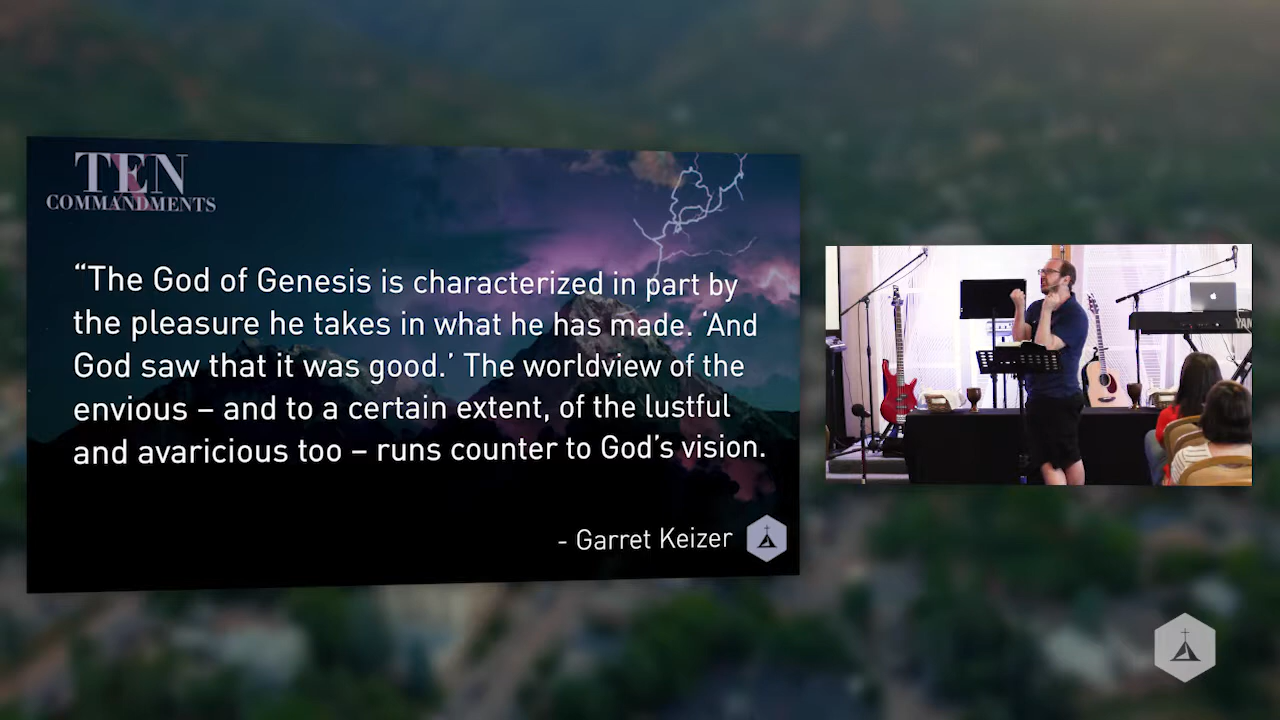 TEN
COMMANDMENTS
“The God of Genesis is characterized in part by
the pleasure he takes in what he has made. ‘And
God saw that it was good.’ The worldview of the
envious – and to a certain extent, of the lustful
and avaricious too – runs counter to God’s vision.
- Garret Keizer